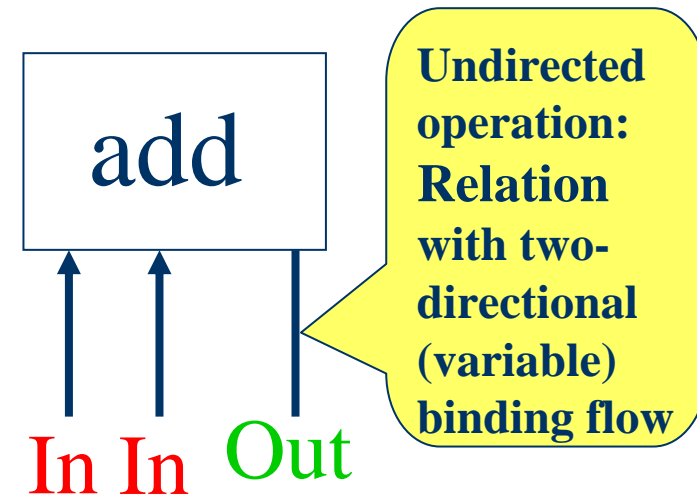 add
In In Out
Undirected
operation:
Relation
with two-
directional
(variable)
binding flow